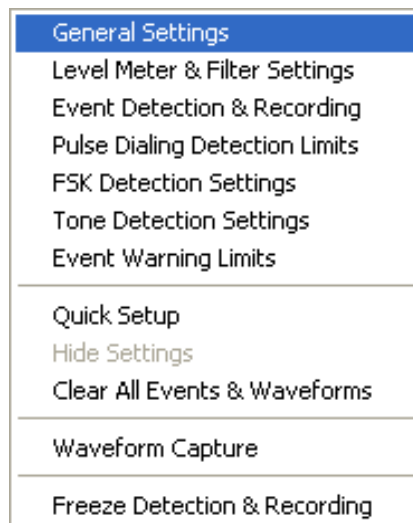 General Settings
Level Meter & Filter Settings
Event Detection & Recording
Pulse Dialing Detection Limits
FSK Detection Settings
Tone Detection Settings
Event Warning Limits
Quick Setup
Hide Settings
Clear All Events & Waveforms
Waveform Capture
Freeze Detection & Recording